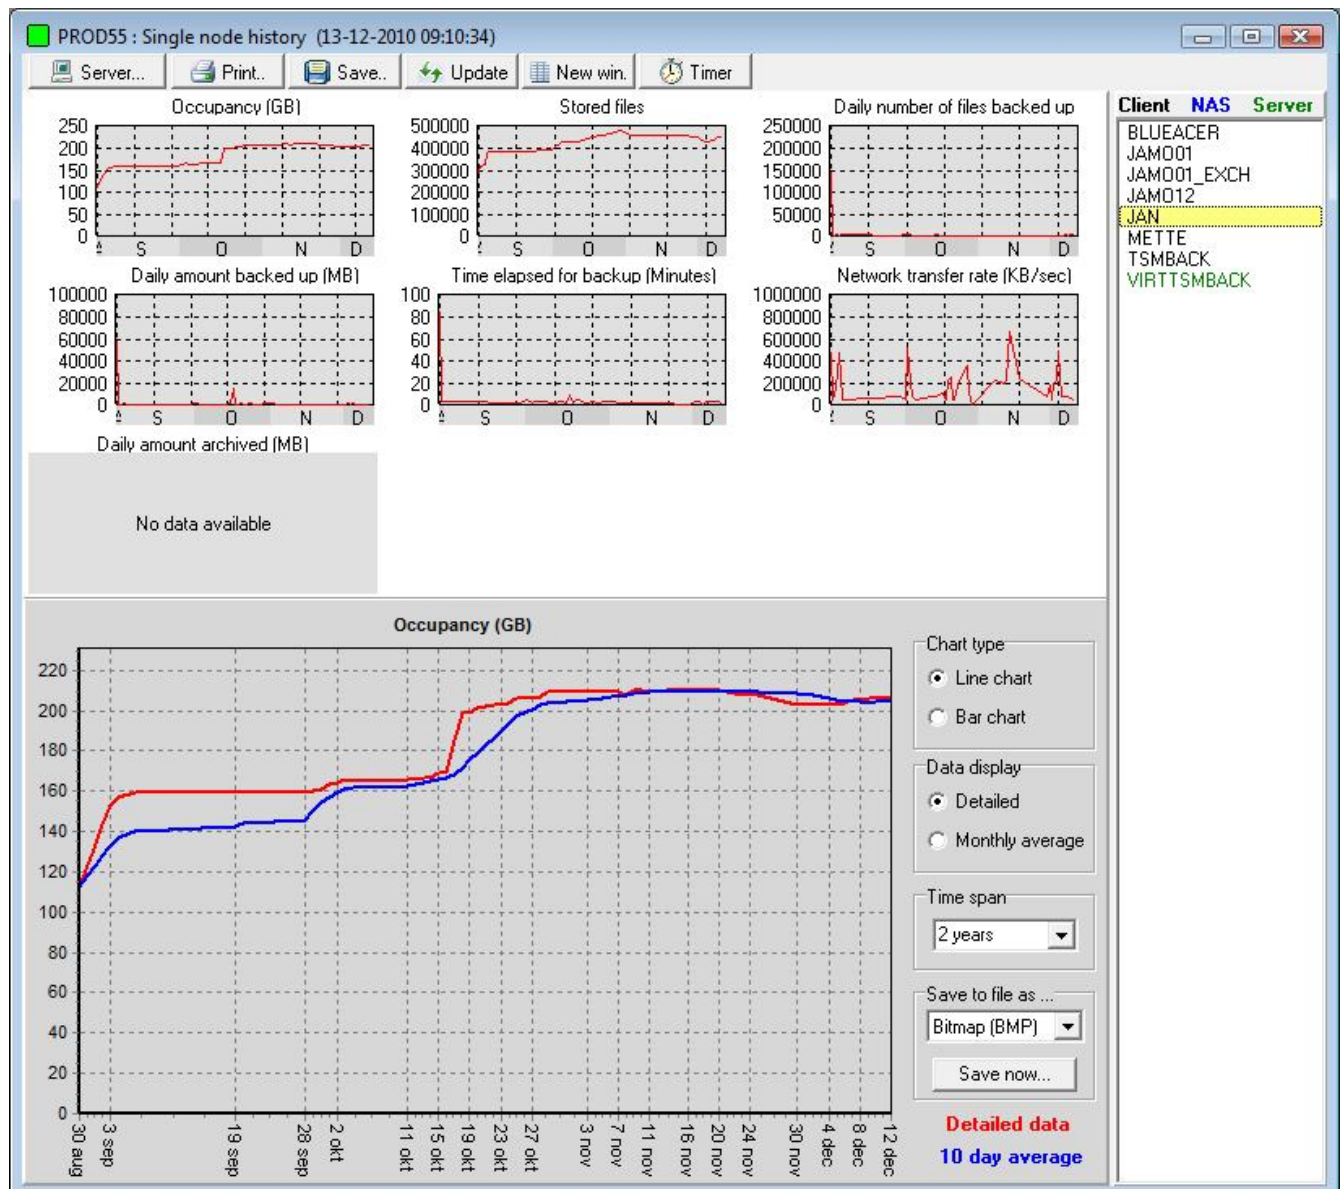 PROD55 : Single node history (13-12-2010 09:10:34)
Server... Print.. Save.. Update New win. Timer
Client NAS Server
BLUEACER
JAMO01
JAMO01_EXCH
JAMO12
JAN
METTE
TSMBACK
VIRTTSMBACK
Occupancy (GB)
250
200
150
100
50
0
S O N D
Stored files
500000
400000
300000
200000
100000
0
S O N D
Daily number of files backed up
250000
200000
150000
100000
50000
0
S O N D
Daily amount backed up (MB)
100000
80000
60000
40000
20000
0
S O N D
Time elapsed for backup (Minutes)
100
80
60
40
20
0
S O N D
Network transfer rate (KB/sec)
1000000
800000
600000
400000
200000
0
S O N D
Daily amount archived (MB)
No data available
Occupancy (GB)
220
200
180
160
140
120
100
80
60
40
20
0
30 aug 3 sep 19 sep 28 sep 2 okt 11 okt 15 okt 19 okt 23 okt 27 okt 3 nov 7 nov 11 nov 16 nov 20 nov 24 nov 30 nov 4 dec 8 dec 12 dec
Chart type
Line chart
Bar chart
Data display
Detailed
Monthly average
Time span
2 years
Save to file as ...
Bitmap (BMP)
Save now...
Detailed data
10 day average